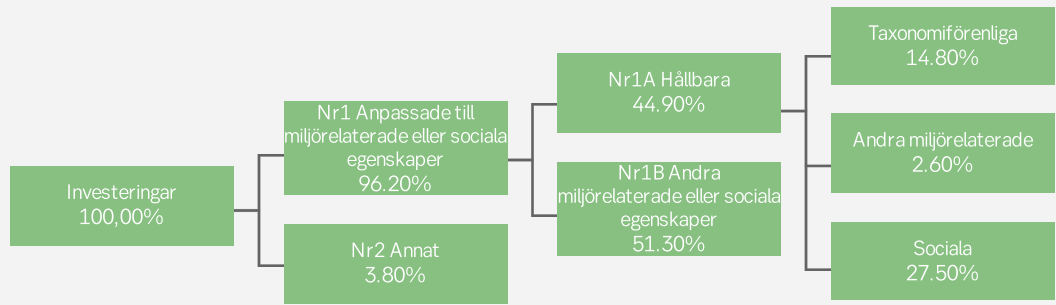 Investeringar
100,00%
Nr1 Anpassade till
miljörelaterade eller sociala
egenskaper
96.20%
Nr2 Annat
3.80%
Nr1A Hållbara
44.90%
Nr1B Andra
miljörelaterade eller sociala
egenskaper
51.30%
Taxonomiförenliga
14.80%
Andra miljörelaterade
2.60%
Sociala
27.50%